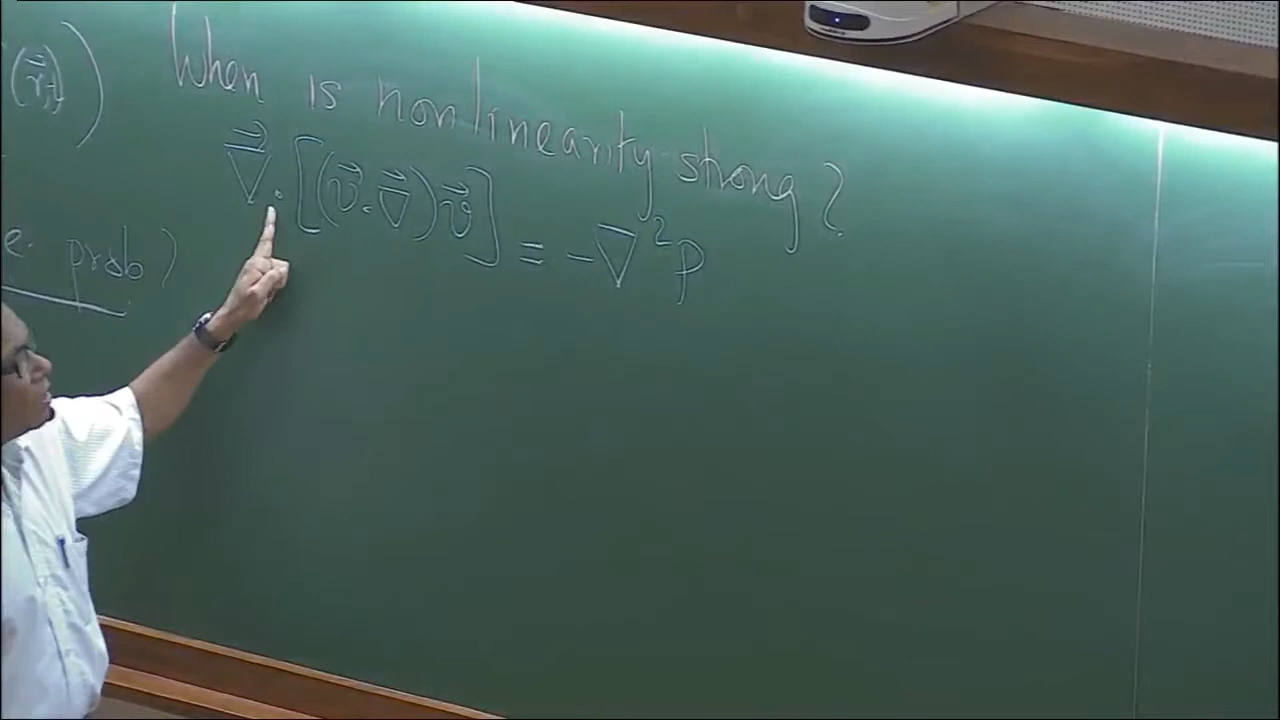 (r⃗,t))
When is nonlinearity strong?
∇⃗·[(v⃗·∇⃗)v⃗] = -∇²p
e. prob)